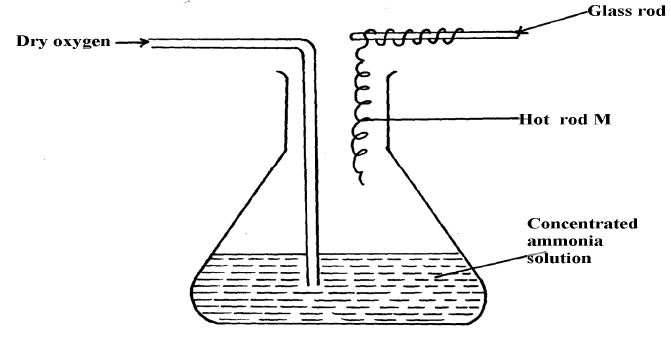 Glass rod
Dry oxygen
Hot rod M
Concentrated
ammonia
solution